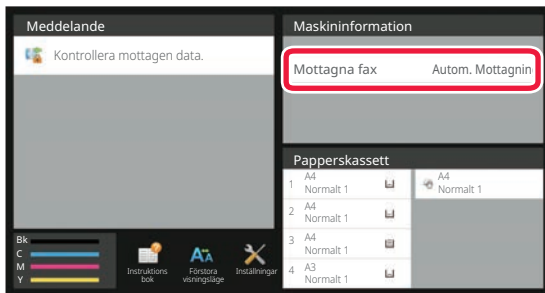 Meddelande
Kontrollera mottagen data.
Maskininformation
Mottagna fax Autom. Mottagnin
Papperskassett
1 A4
Normalt 1
A4
Normalt 1
2 A4
Normalt 1
3 A4
Normalt 1
4 A3
Normalt 1
Bk
C
M
Y
Instruktions
bok
AA
Förstora
visningsläge
Inställningar